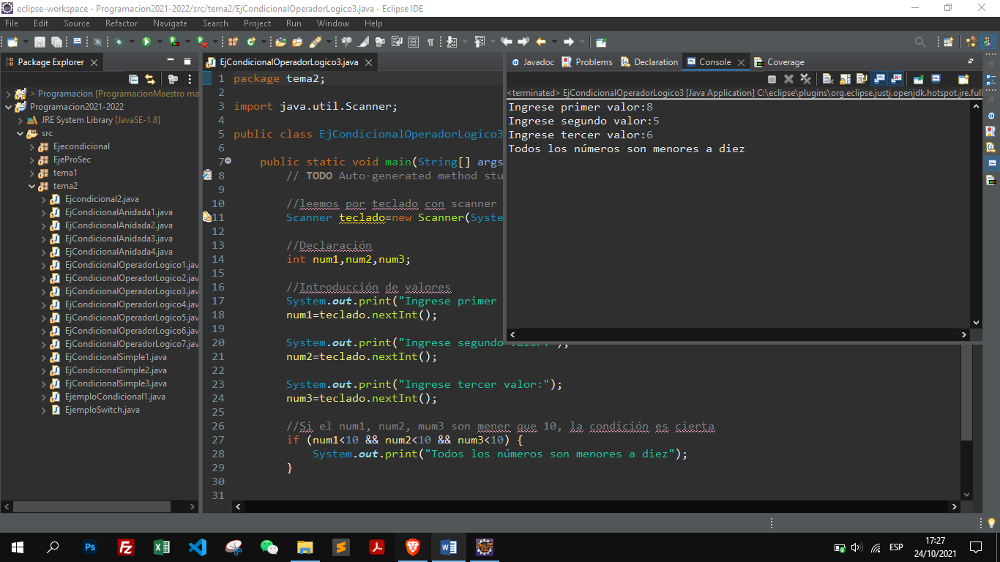 eclipse-workspace - Programacion2021-2022/src/tema2/EjCondicionalOperadorLogico3.java - Eclipse IDE
File Edit Source Refactor Navigate Search Project Run Window Help
Package Explorer
> Programacion [ProgramacionMaestro ma
Programacion2021-2022
JRE System Library [JavaSE-1.8]
src
Ejecondicional
EjeProSec
tema1
tema2
Ejcondicional2.java
EjCondicionalAnidada1.java
EjCondicionalAnidada2.java
EjCondicionalAnidada3.java
EjCondicionalAnidada4.java
EjCondicionalOperadorLogico1.jav
EjCondicionalOperadorLogico2.jav
EjCondicionalOperadorLogico3.jav
EjCondicionalOperadorLogico4.jav
EjCondicionalOperadorLogico5.jav
EjCondicionalOperadorLogico6.jav
EjCondicionalOperadorLogico7.jav
EjCondicionalSimple1.java
EjCondicionalSimple2.java
EjCondicionalSimple3.java
EjemploCondicional1.java
EjemploSwitch.java
EjCondicionalOperadorLogico3.java
1 package tema2;
2
3 import java.util.Scanner;
4
5 public class EjCondicionalOperadorLogico3
6
7 public static void main(String[] args
8 // TODO Auto-generated method stu
9
10 //leemos por teclado con scanner
11 Scanner teclado=new Scanner(Syste
12
13 //Declaración
14 int num1,num2,num3;
15
16 //Introducción de valores
17 System.out.print("Ingrese primer
18 num1=teclado.nextInt();
19
20 System.out.print("Ingrese segundo valor:");
21 num2=teclado.nextInt();
22
23 System.out.print("Ingrese tercer valor:");
24 num3=teclado.nextInt();
25
26 //Si el num1, num2, mum3 son mener que 10, la condición es cierta
27 if (num1<10 && num2<10 && num3<10) {
28 System.out.print("Todos los números son menores a diez");
29 }
30
31
Javadoc Problems Declaration Console Coverage
<terminated> EjCondicionalOperadorLogico3 [Java Application] C:\eclipse\plugins\org.eclipse.justj.openjdk.hotspot.jre.full
Ingrese primer valor:8
Ingrese segundo valor:5
Ingrese tercer valor:6
Todos los números son menores a diez
ESP
17:27
24/10/2021